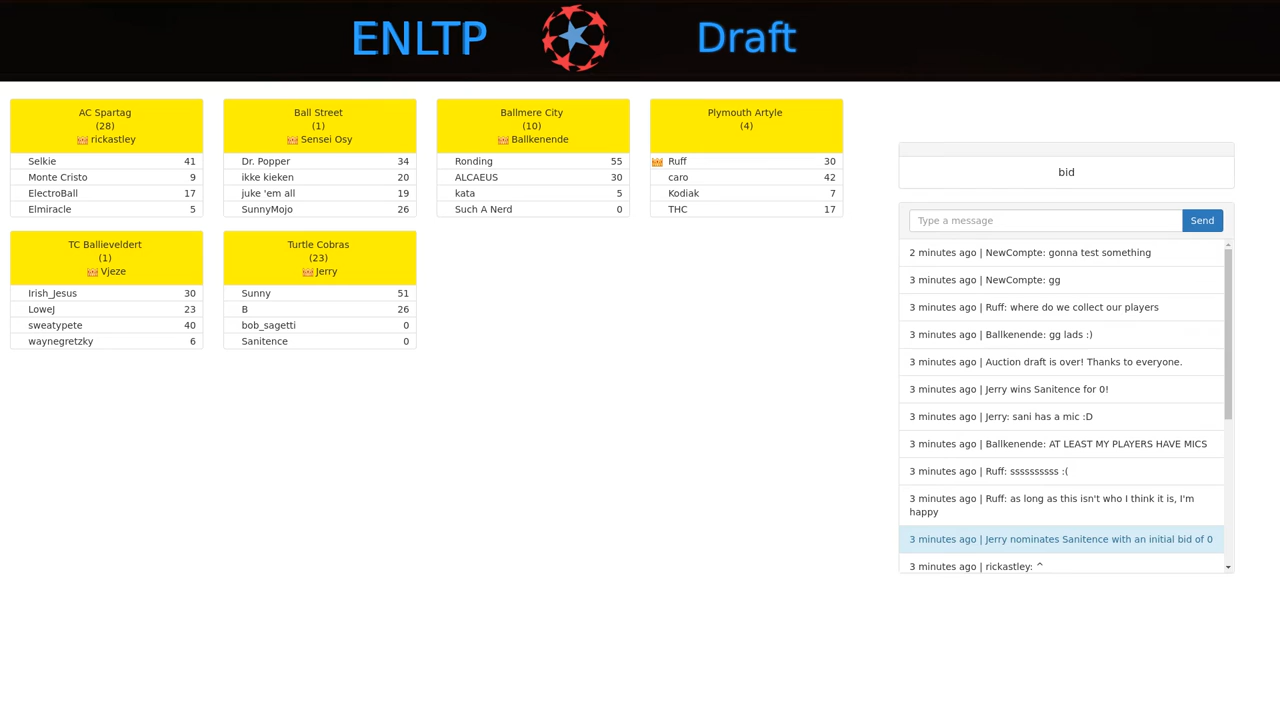 ENLTP Draft
AC Spartag
(28)
rickastley
Selkie 41
Monte Cristo 9
ElectroBall 17
Elmiracle 5
Ball Street
(1)
Sensei Osy
Dr. Popper 34
ikke kieken 20
juke 'em all 19
SunnyMojo 26
Ballmere City
(10)
Ballkenende
Ronding 55
ALCAEUS 30
kata 5
Such A Nerd 0
Plymouth Artyle
(4)
Ruff 30
caro 42
Kodiak 7
THC 17
TC Ballieveldert
(1)
Vjeze
Irish_Jesus 30
LoweJ 23
sweatypete 40
waynegretzky 6
Turtle Cobras
(23)
Jerry
Sunny 51
B 26
bob_sagetti 0
Sanitence 0
bid
Type a message Send
2 minutes ago | NewCompte: gonna test something
3 minutes ago | NewCompte: gg
3 minutes ago | Ruff: where do we collect our players
3 minutes ago | Ballkenende: gg lads :)
3 minutes ago | Auction draft is over! Thanks to everyone.
3 minutes ago | Jerry wins Sanitence for 0!
3 minutes ago | Jerry: sani has a mic :D
3 minutes ago | Ballkenende: AT LEAST MY PLAYERS HAVE MICS
3 minutes ago | Ruff: ssssssssss :(
3 minutes ago | Ruff: as long as this isn't who I think it is, I'm
happy
3 minutes ago | Jerry nominates Sanitence with an initial bid of 0
3 minutes ago | rickastley: ^